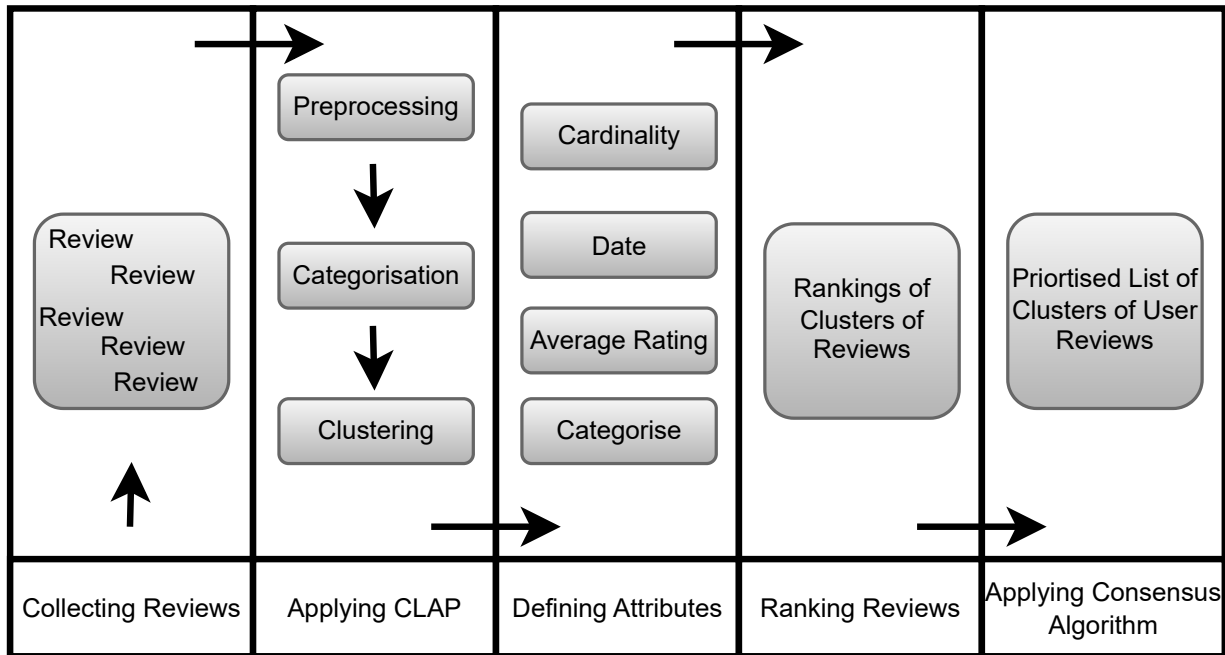 Review
Review
Review
Review
Review
Collecting Reviews
Preprocessing
Categorisation
Clustering
Applying CLAP
Cardinality
Date
Average Rating
Categorise
Defining Attributes
Rankings of
Clusters of
Reviews
Ranking Reviews
Priortised List of
Clusters of User
Reviews
Applying Consensus
Algorithm